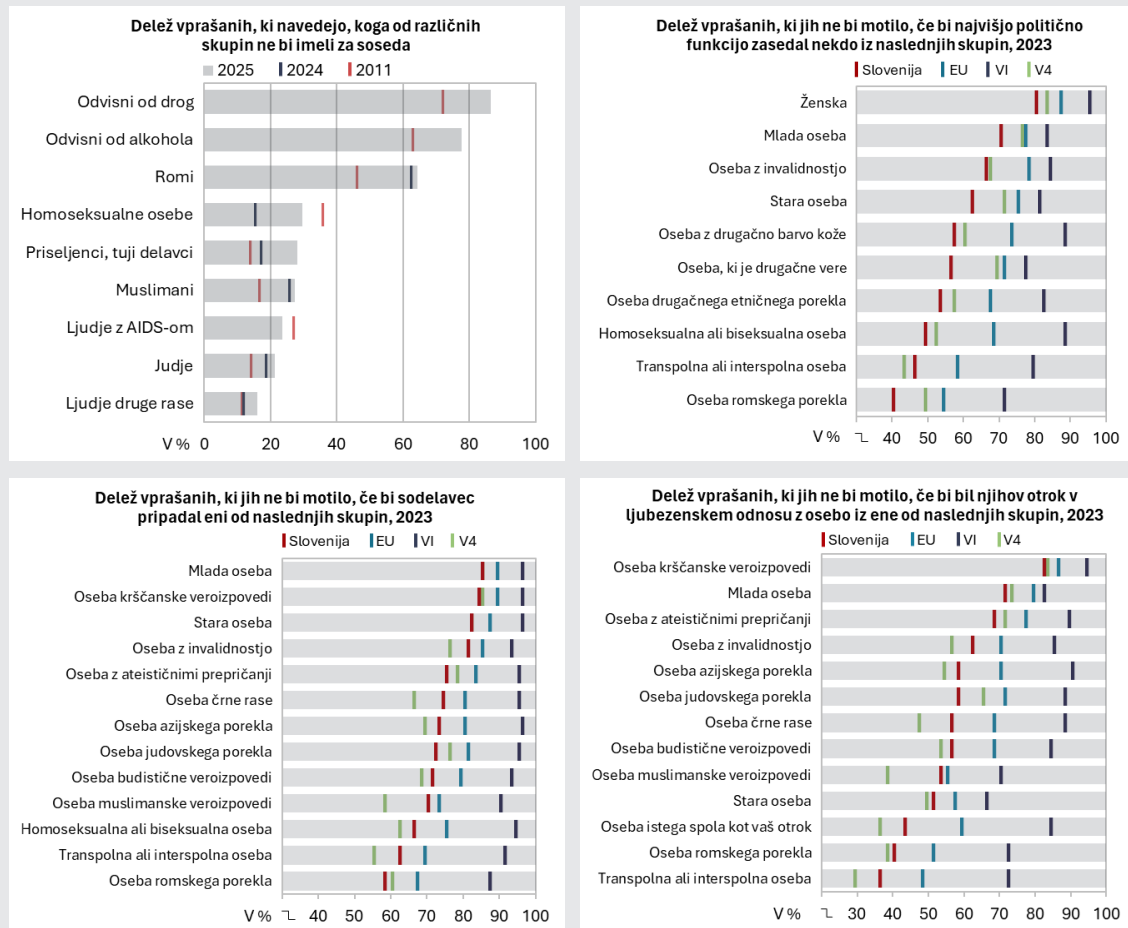 Delež vprašanih, ki navedejo, koga od različnih
skupin ne bi imeli za soseda
2025 2024 2011
Odvisni od drog
Odvisni od alkohola
Romi
Homoseksualne osebe
Priseljenci, tuji delavci
Muslimani
Ljudje z AIDS-om
Judje
Ljudje druge rase
V % 0 20 40 60 80 100
Delež vprašanih, ki jih ne bi motilo, če bi najvišjo politično
funkcijo zasedal nekdo iz naslednjih skupin, 2023
Slovenija EU VI V4
Ženska
Mlada oseba
Oseba z invalidnostjo
Stara oseba
Oseba z drugačno barvo kože
Oseba, ki je drugačne vere
Oseba drugačnega etničnega porekla
Homoseksualna ali biseksualna oseba
Transpolna ali interspolna oseba
Oseba romskega porekla
V % 40 50 60 70 80 90 100
Delež vprašanih, ki jih ne bi motilo, če bi sodelavec
pripadal eni od naslednjih skupin, 2023
Slovenija EU VI V4
Mlada oseba
Oseba krščanske veroizpovedi
Stara oseba
Oseba z invalidnostjo
Oseba z ateističnimi prepričanji
Oseba črne rase
Oseba azijskega porekla
Oseba judovskega porekla
Oseba budistične veroizpovedi
Oseba muslimanske veroizpovedi
Homoseksualna ali biseksualna oseba
Transpolna ali interspolna oseba
Oseba romskega porekla
V % 40 50 60 70 80 90 100
Delež vprašanih, ki jih ne bi motilo, če bi bil njihov otrok v
ljubezenskem odnosu z osebo iz ene od naslednjih skupin, 2023
Slovenija EU VI V4
Oseba krščanske veroizpovedi
Mlada oseba
Oseba z ateističnimi prepričanji
Oseba z invalidnostjo
Oseba azijskega porekla
Oseba judovskega porekla
Oseba črne rase
Oseba budistične veroizpovedi
Oseba muslimanske veroizpovedi
Stara oseba
Oseba istega spola kot vaš otrok
Oseba romskega porekla
Transpolna ali interspolna oseba
V % 30 40 50 60 70 80 90 100